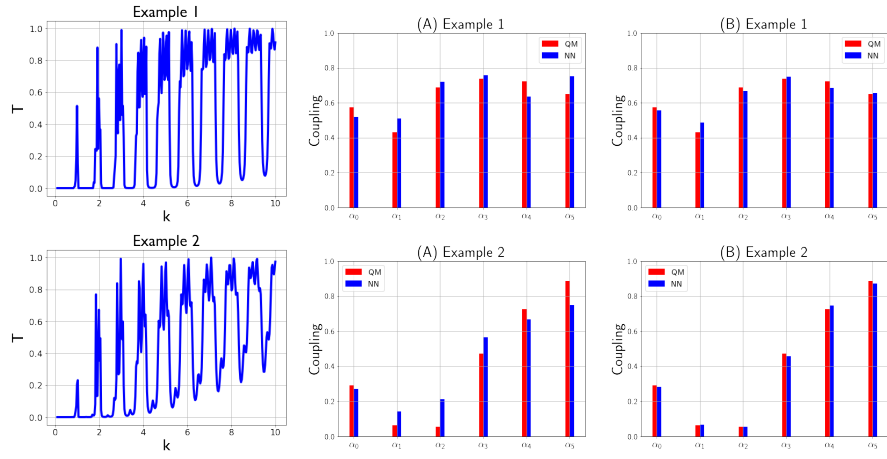 Example 1
T
1.0
0.8
0.6
0.4
0.2
0.0
0 2 4 6 8 10
k
(A) Example 1
Coupling
1.0
0.8
0.6
0.4
0.2
0.0
QM
NN
α0 α1 α2 α3 α4 α5
(B) Example 1
Coupling
1.0
0.8
0.6
0.4
0.2
0.0
QM
NN
α0 α1 α2 α3 α4 α5
Example 2
T
1.0
0.8
0.6
0.4
0.2
0.0
0 2 4 6 8 10
k
(A) Example 2
Coupling
1.0
0.8
0.6
0.4
0.2
0.0
QM
NN
α0 α1 α2 α3 α4 α5
(B) Example 2
Coupling
1.0
0.8
0.6
0.4
0.2
0.0
QM
NN
α0 α1 α2 α3 α4 α5